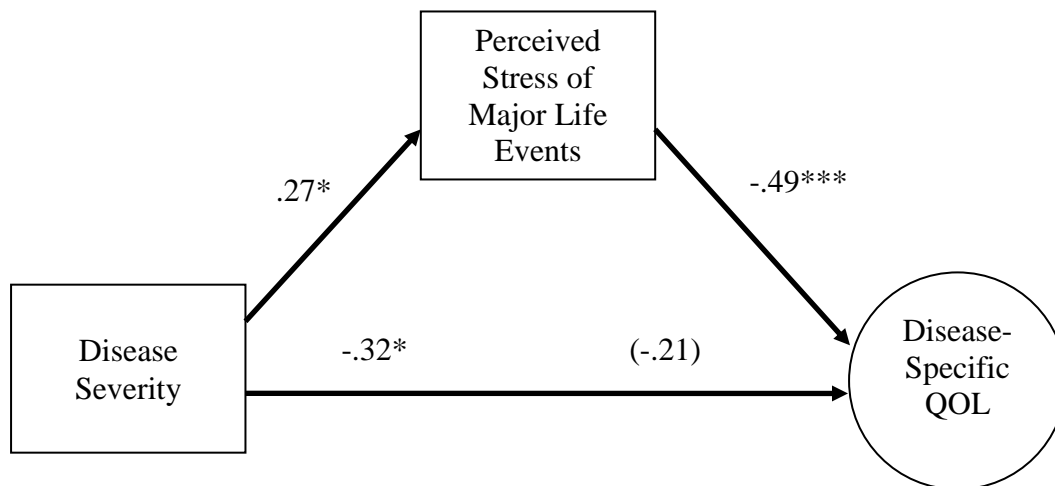 Perceived
Stress of
Major Life
Events
.27*
-.49***
Disease
Severity
-.32*
(-.21)
Disease-
Specific
QOL